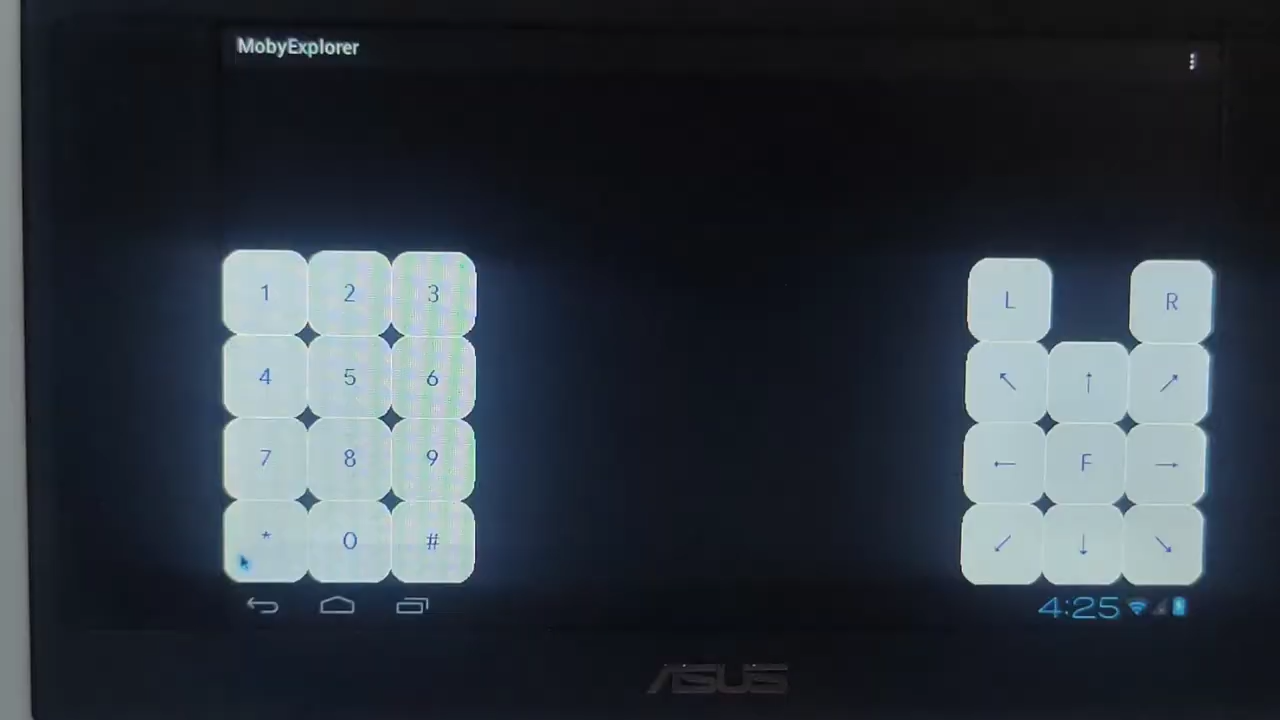 MobyExplorer
1 2 3
L R
4 5 6
↖ ↑ ↗
7 8 9
← F →
* 0 #
↙ ↓ ↘
4:25
ASUS